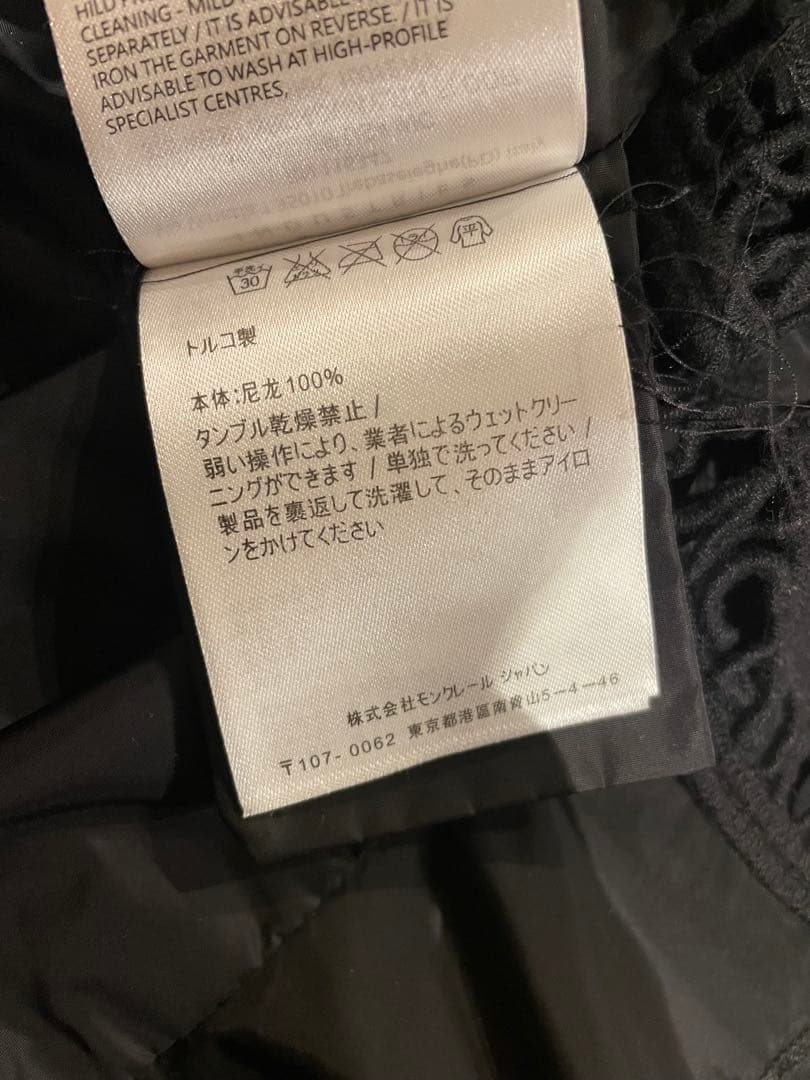 CLEANING - MILD
SEPARATELY / IT IS ADVISABLE
IRON THE GARMENT ON REVERSE. / IT IS
ADVISABLE TO WASH AT HIGH-PROFILE
SPECIALIST CENTRES,
手洗イ
30
平
トルコ製
本体:尼龙100%
タンブル乾燥禁止 /
弱い操作により、業者によるウェットクリー
ニングができます / 単独で洗ってください /
製品を裏返して洗濯して、そのままアイロ
ンをかけてください
株式会社モンクレール ジャパン
〒107- 0062 東京都港區南靑山5-4-46